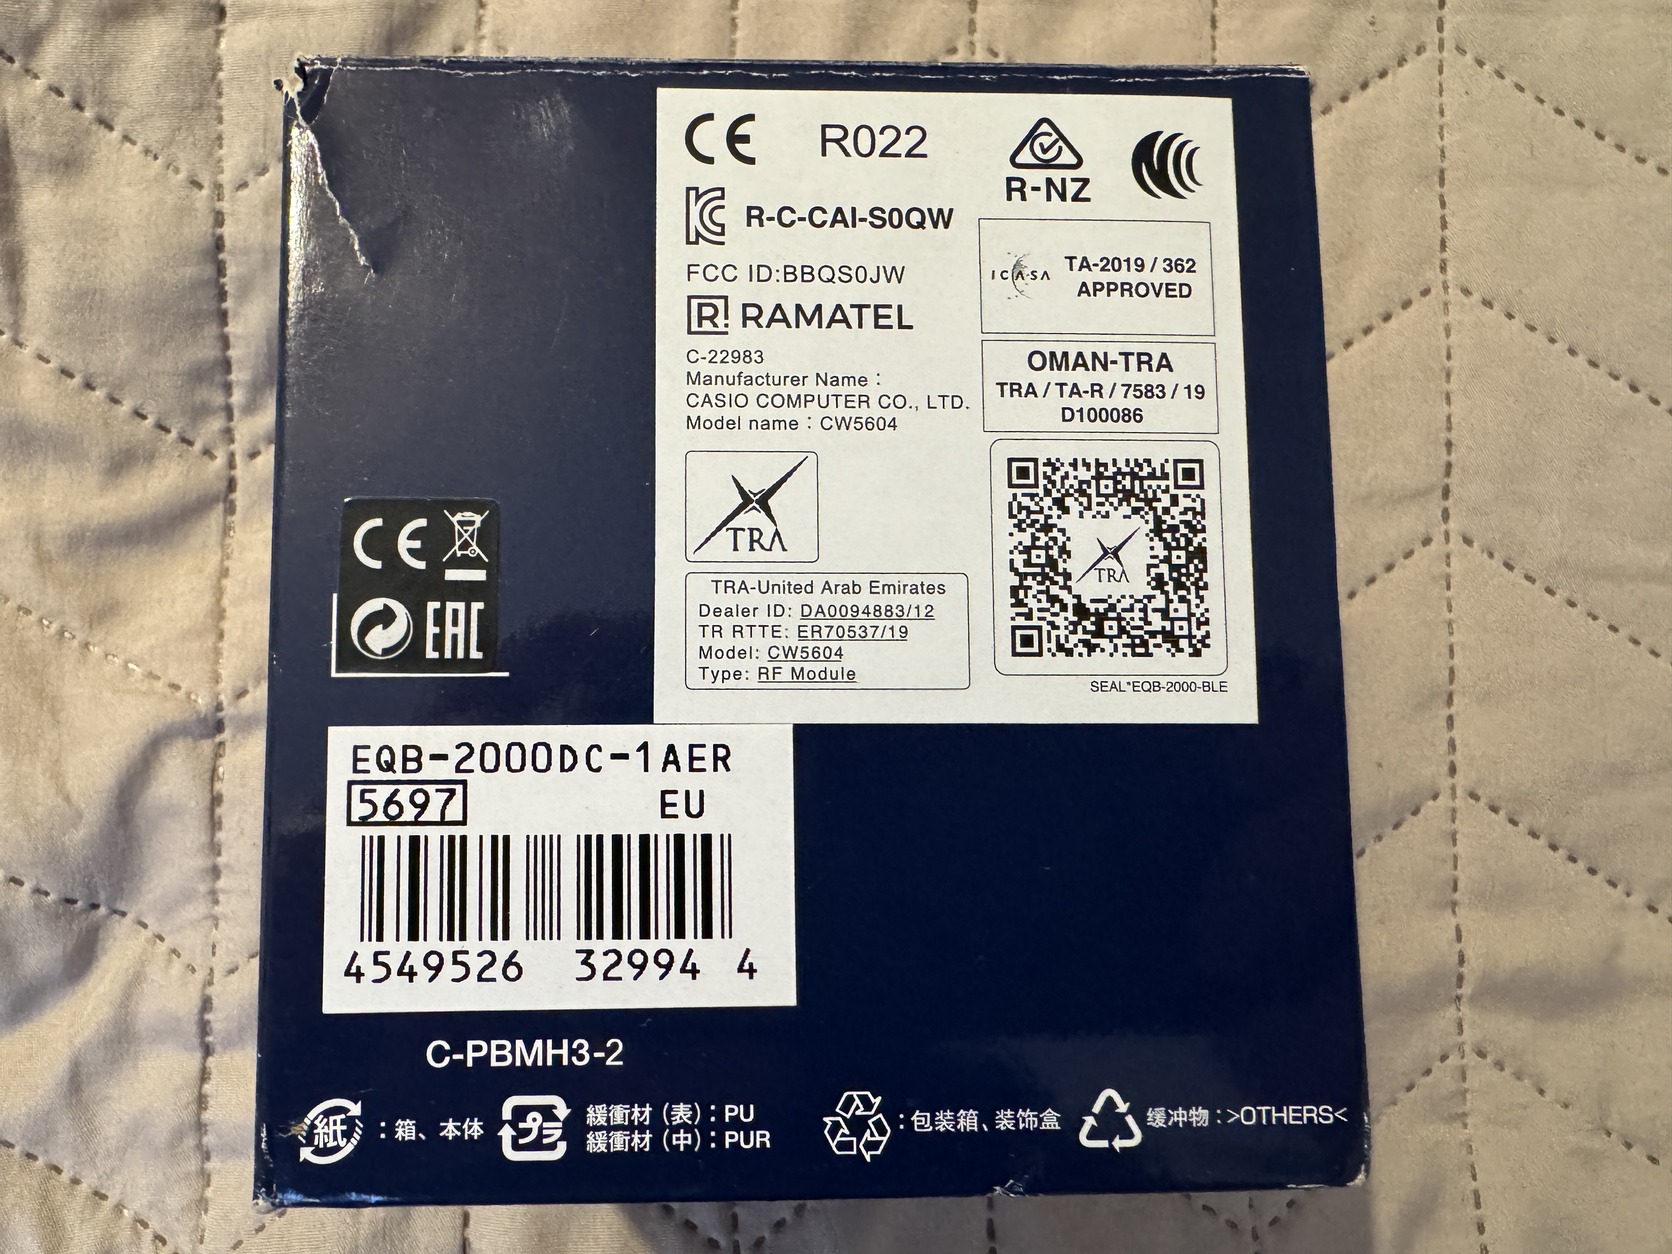 CE R022
R-NZ
R-C-CAI-S0QW
FCC ID:BBQS0JW
R! RAMATEL
C-22983
Manufacturer Name :
CASIO COMPUTER CO., LTD.
Model name : CW5604
ICASA
TA-2019 / 362
APPROVED
OMAN-TRA
TRA / TA-R / 7583 / 19
D100086
TRA
TRA
TRA-United Arab Emirates
Dealer ID: DA0094883/12
TR RTTE: ER70537/19
Model: CW5604
Type: RF Module
SEAL*EQB-2000-BLE
CE
EAC
EQB-2000DC-1AER
5697 EU
4549526 32994 4
C-PBMH3-2
紙 : 箱、本体
プラ
緩衝材 (表) : PU
緩衝材 (中) : PUR
: 包装箱、装饰盒
缓冲物 : >OTHERS<